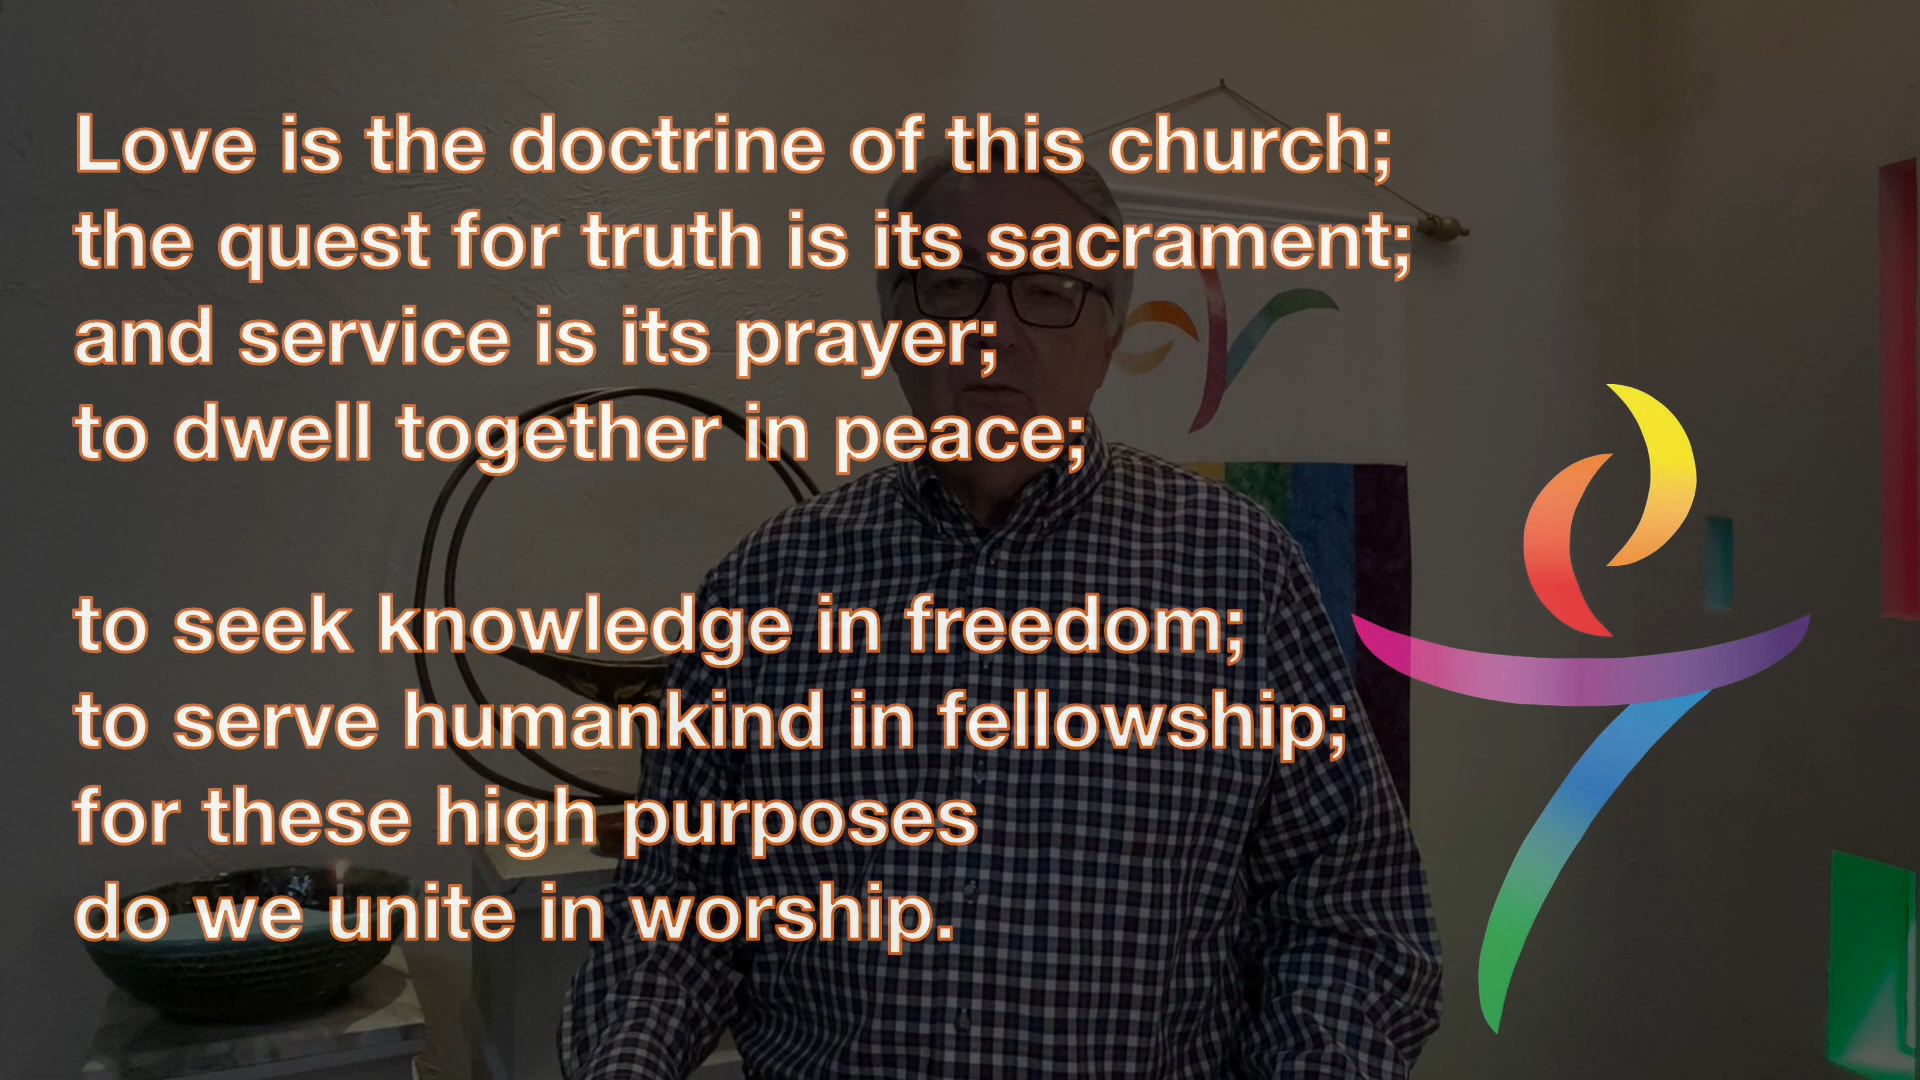 Love is the doctrine of this church;
the quest for truth is its sacrament;
and service is its prayer;
to dwell together in peace;
to seek knowledge in freedom;
to serve humankind in fellowship;
for these high purposes
do we unite in worship.